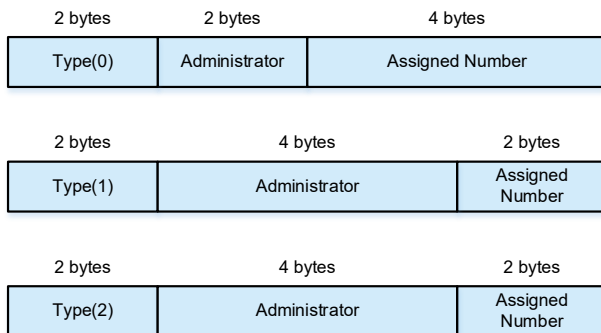 2 bytes 2 bytes 4 bytes
Type(0) Administrator Assigned Number
2 bytes 4 bytes 2 bytes
Type(1) Administrator Assigned
Number
2 bytes 4 bytes 2 bytes
Type(2) Administrator Assigned
Number